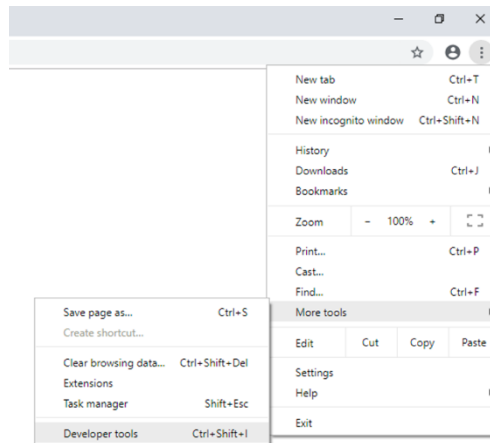 New tab Ctrl+T
New window Ctrl+N
New incognito window Ctrl+Shift+N
History
Downloads Ctrl+J
Bookmarks
Zoom - 100% +
Print... Ctrl+P
Cast...
Find... Ctrl+F
More tools
Edit Cut Copy Paste
Settings
Help
Exit
Save page as... Ctrl+S
Create shortcut...
Clear browsing data... Ctrl+Shift+Del
Extensions
Task manager Shift+Esc
Developer tools Ctrl+Shift+I